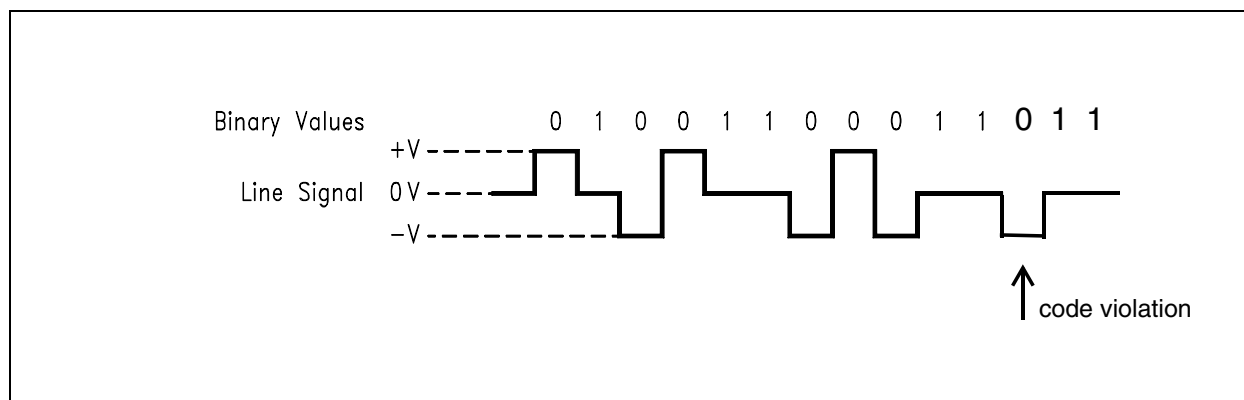 Binary Values 0 1 0 0 1 1 0 0 0 1 1 0 1 1
+V
Line Signal 0V
-V
code violation